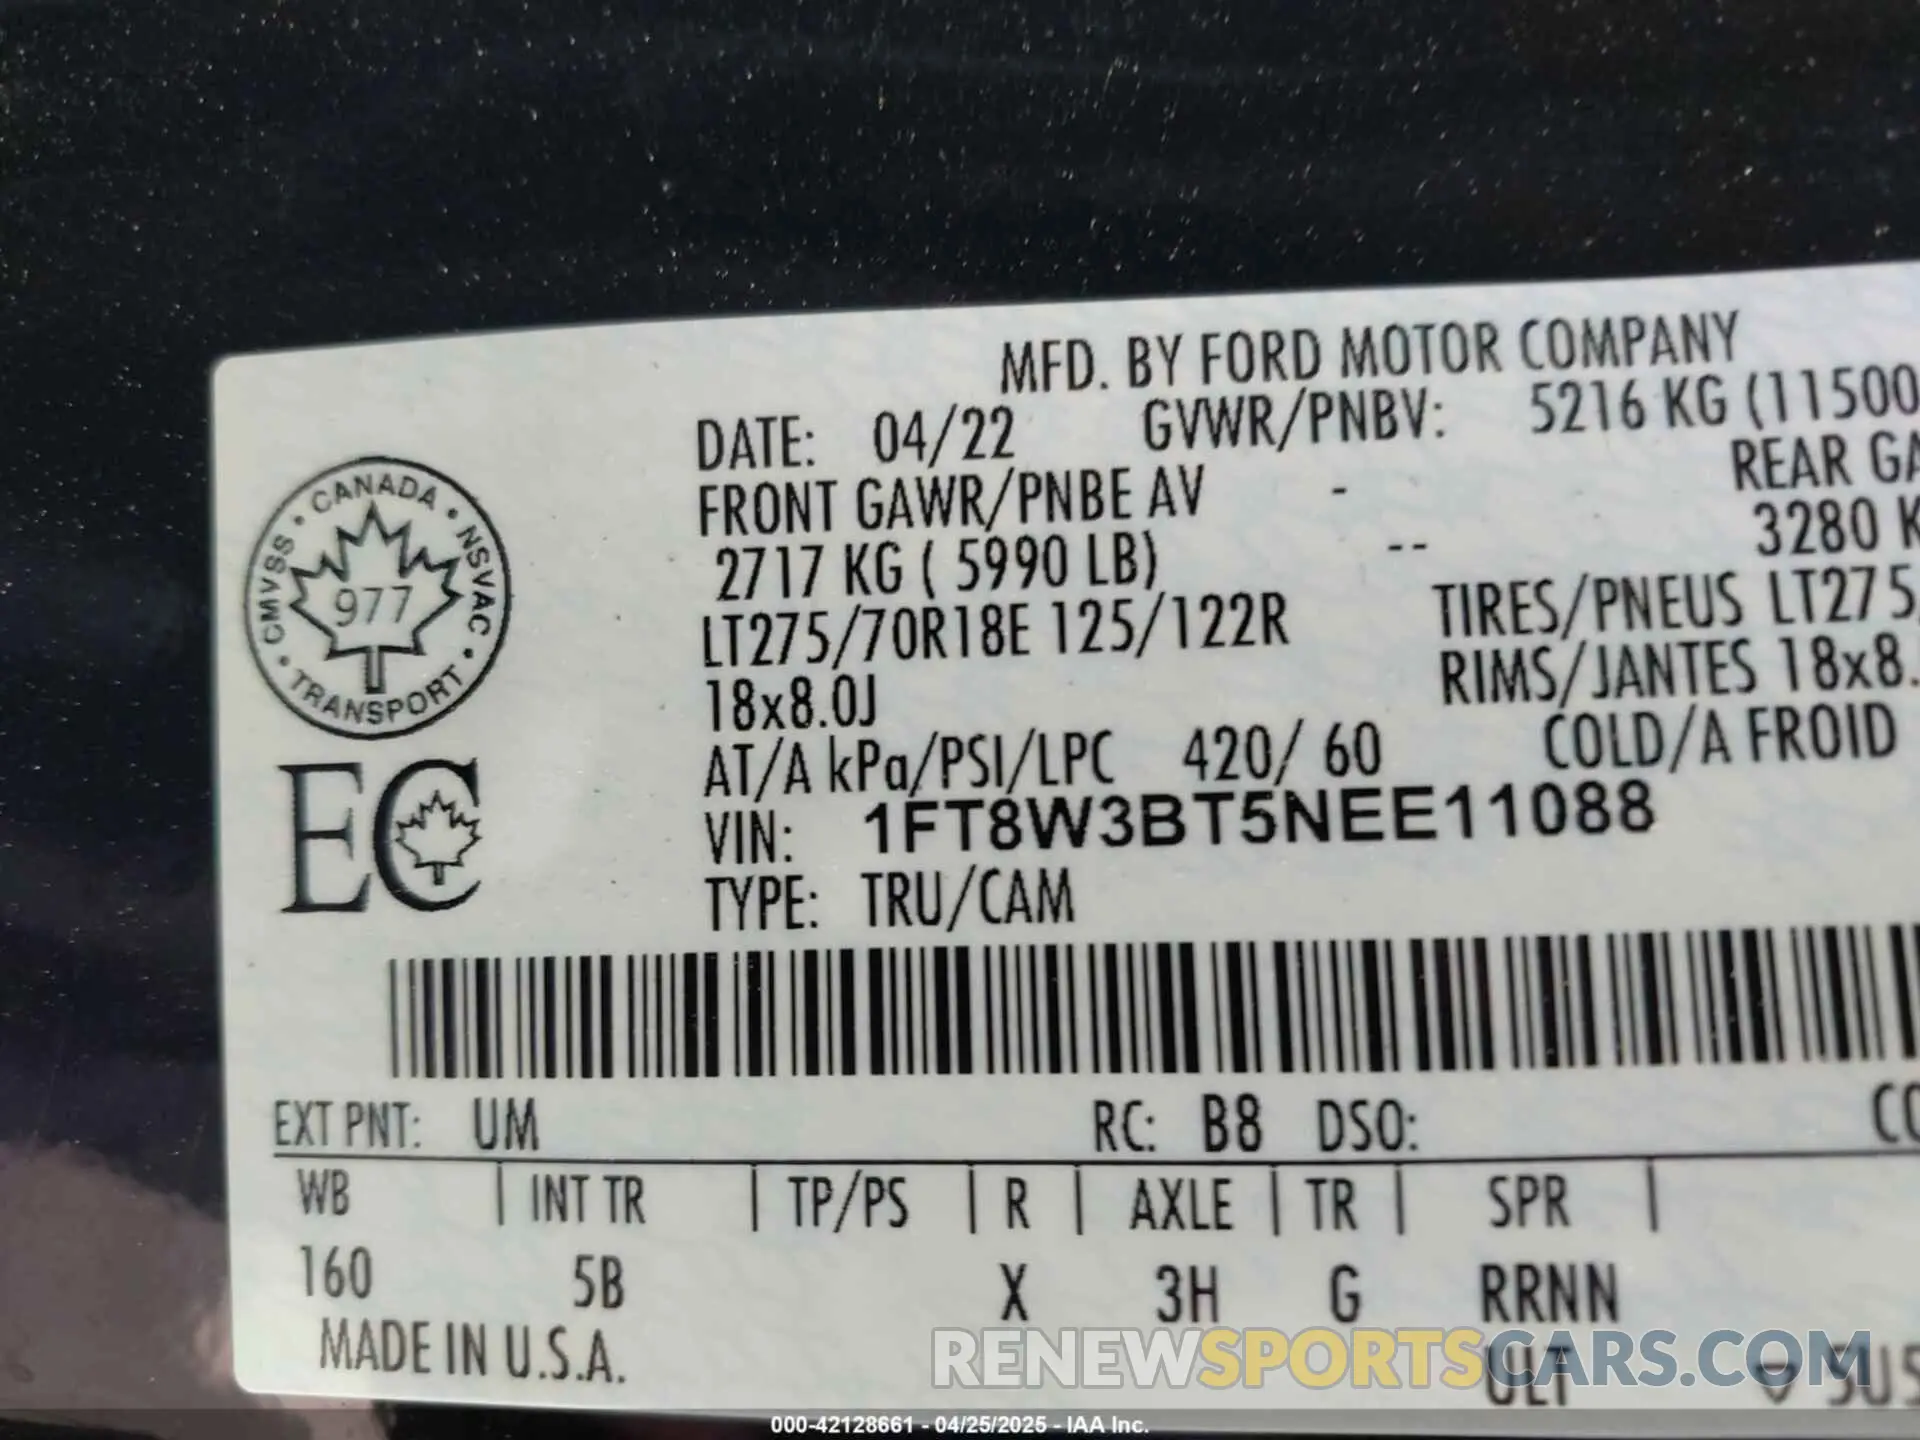 MFD. BY FORD MOTOR COMPANY
DATE: 04/22 GVWR/PNBV: 5216 KG (11500
FRONT GAWR/PNBE AV - REAR GA
2717 KG ( 5990 LB) -- 3280 K
LT275/70R18E 125/122R TIRES/PNEUS LT275
18x8.0J RIMS/JANTES 18x8.
AT/A kPa/PSI/LPC 420/ 60 COLD/A FROID
VIN: 1FT8W3BT5NEE11088
TYPE: TRU/CAM
CANADA • NSVAC • TRANSPORT • CMVSS •
977
EC
EXT PNT: UM RC: B8 DSO: CO
WB | INT TR | TP/PS | R | AXLE | TR | SPR |
160 5B X 3H G RRNN
MADE IN U.S.A.
RENEWSPORTSCARS.COM
ULT
000-42128661 - 04/25/2025 - IAA Inc.